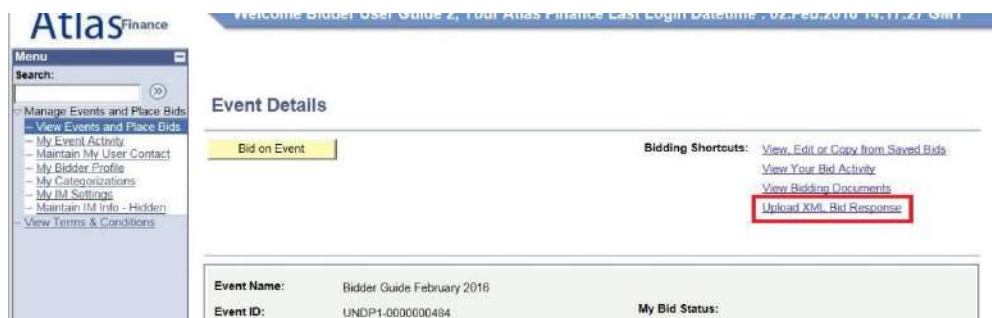 Atlas Finance
Welcome Bidder User Guide 2, Your Atlas Finance Last Login Datetime : 02.Feb.2016 14.17.27 GMT
Menu
Search:
Manage Events and Place Bids
View Events and Place Bids
My Event Activity
Maintain My User Contact
My Bidder Profile
My Categorizations
My IM Settings
Maintain IM Info - Hidden
View Terms & Conditions
Event Details
Bid on Event
Bidding Shortcuts: View, Edit or Copy from Saved Bids
View Your Bid Activity
View Bidding Documents
Upload XML Bid Response
Event Name: Bidder Guide February 2016
Event ID: UNDP1-0000000484 My Bid Status: